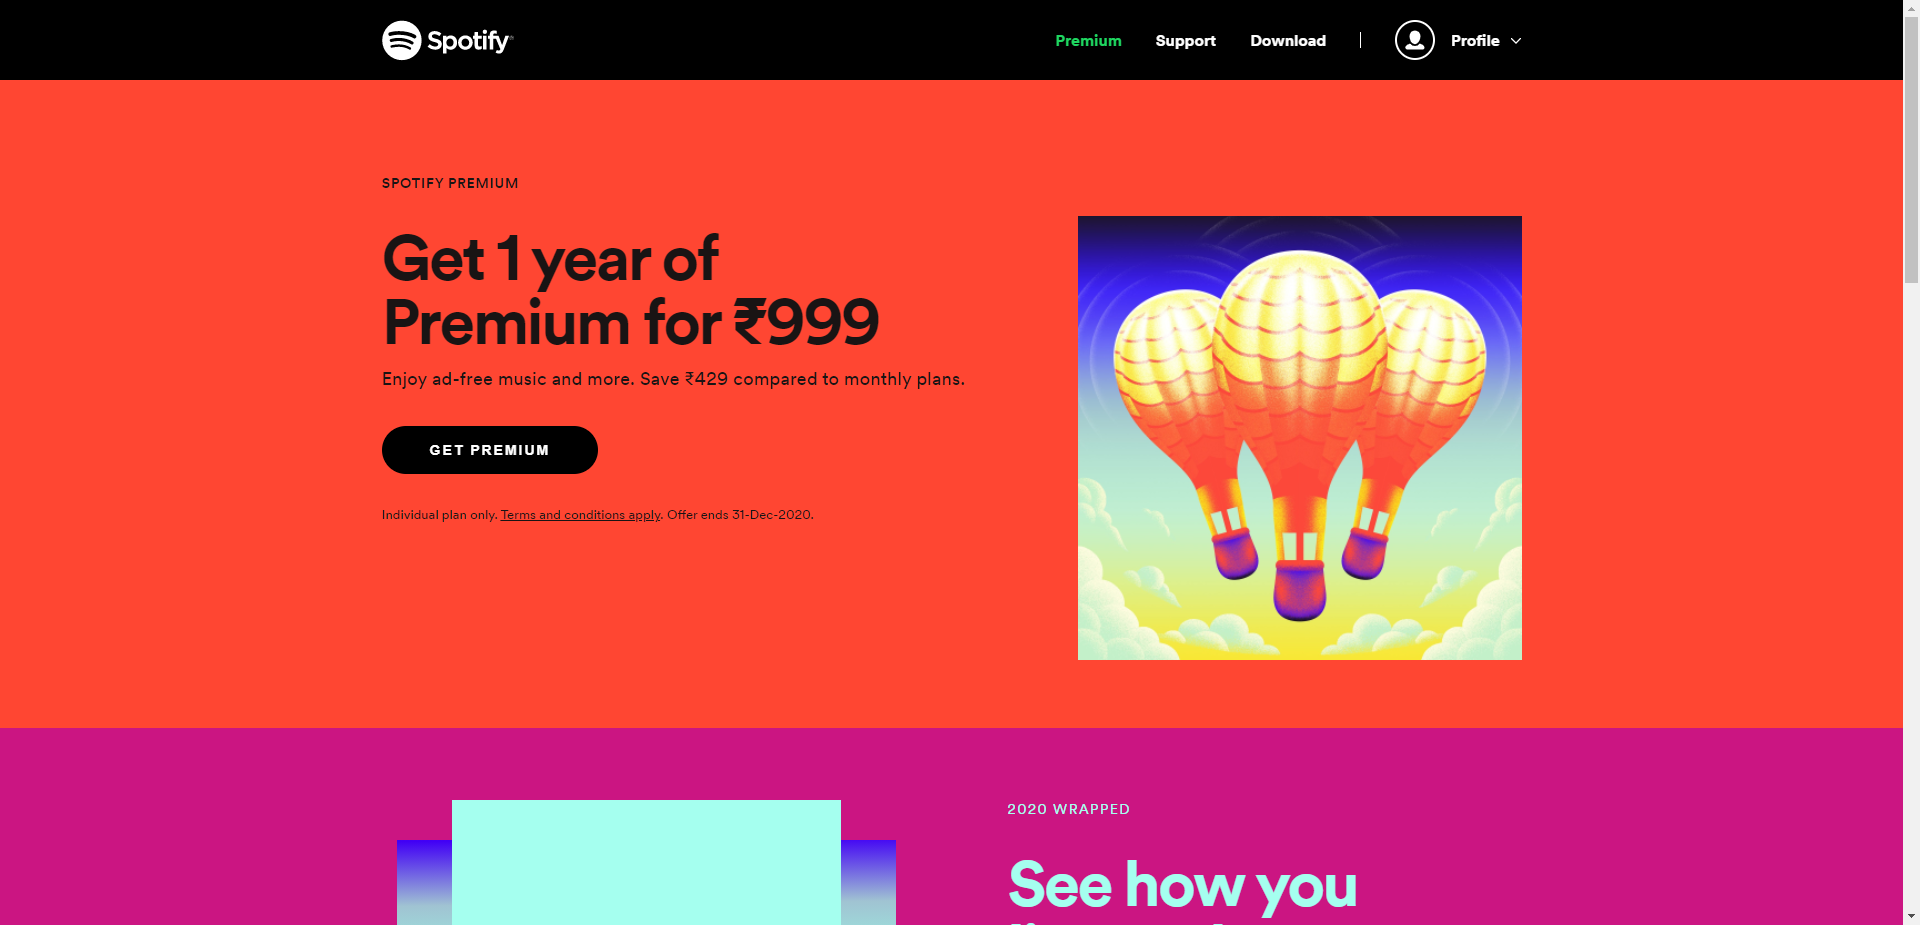 Spotify
Premium
Support
Download
Profile
SPOTIFY PREMIUM
Get 1 year of
Premium for ₹999
Enjoy ad-free music and more. Save ₹429 compared to monthly plans.
GET PREMIUM
Individual plan only. Terms and conditions apply. Offer ends 31-Dec-2020.
2020 WRAPPED
See how you